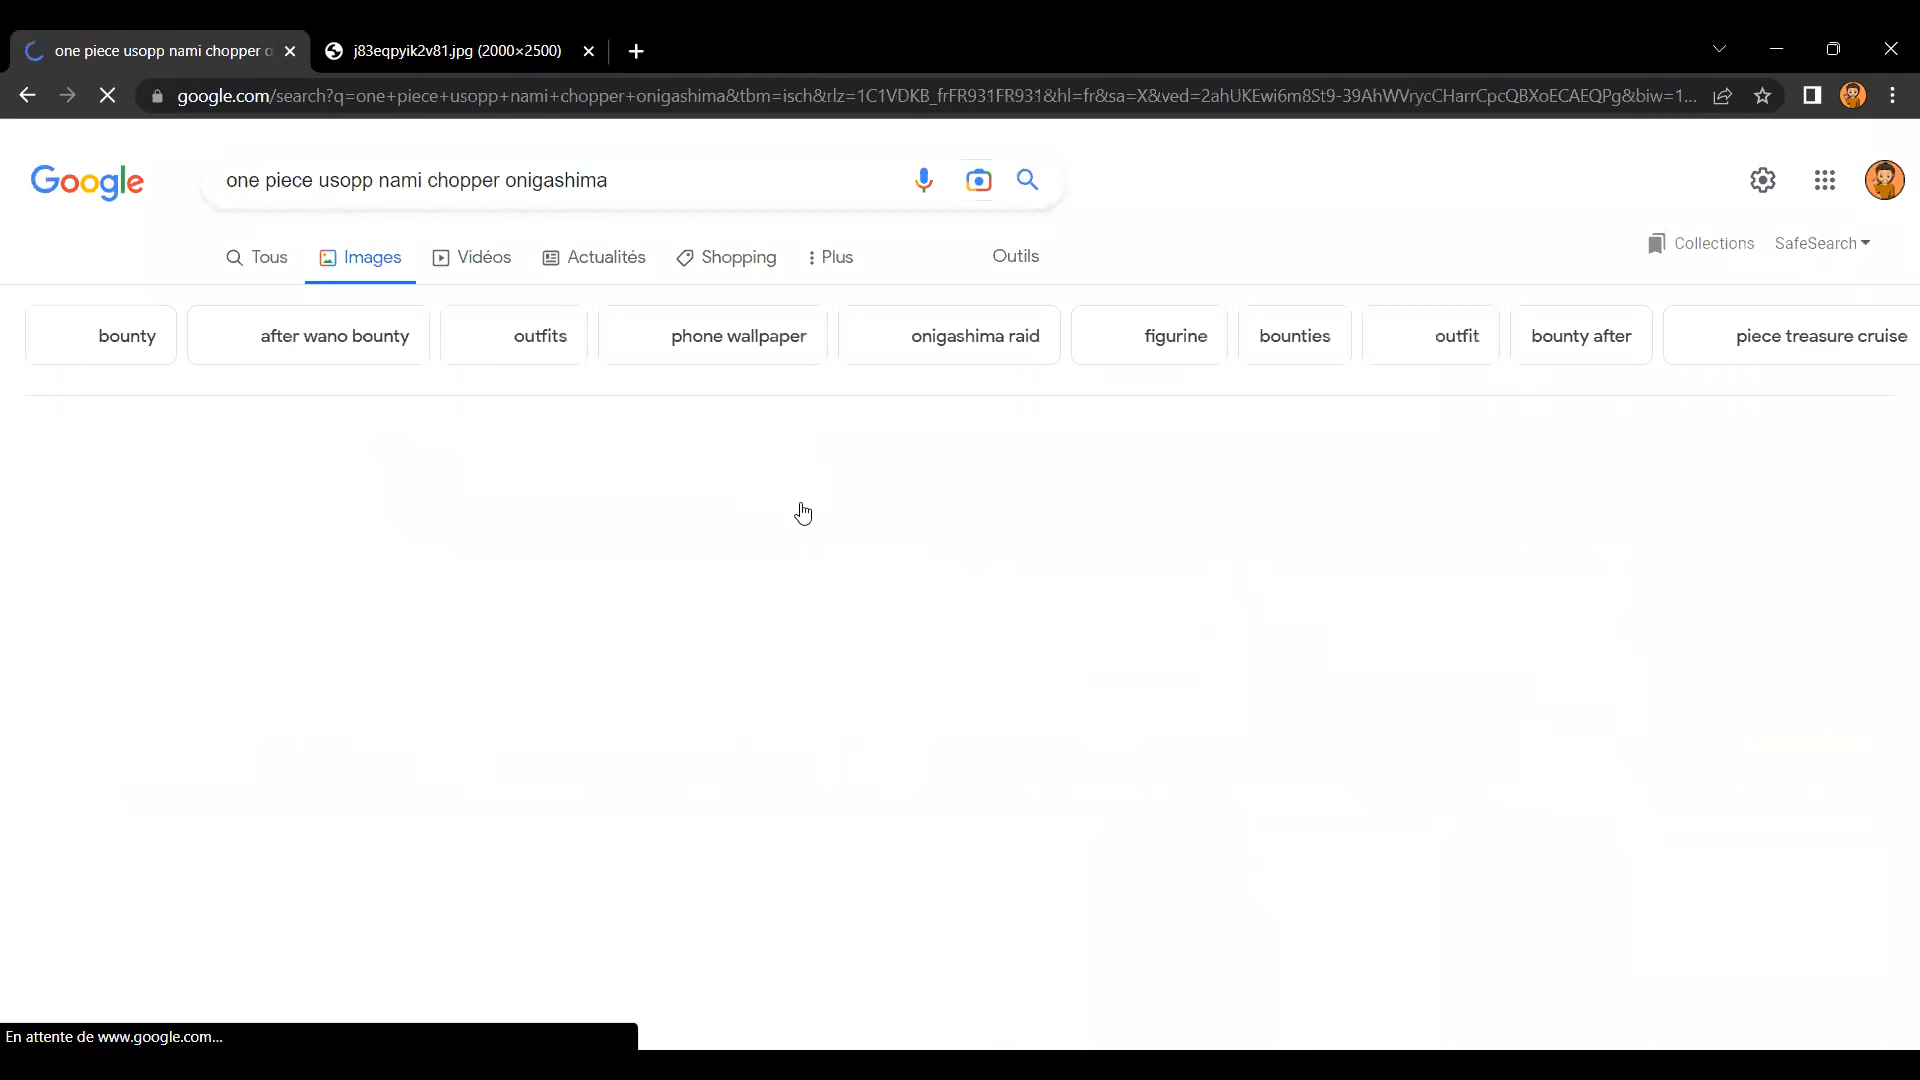 one piece usopp nami chopper o
j83eqpyik2v81.jpg (2000×2500)
google.com/search?q=one+piece+usopp+nami+chopper+onigashima&tbm=isch&rlz=1C1VDKB_frFR931FR931&hl=fr&sa=X&ved=2ahUKEwi6m8St9-39AhWVrycCHarrCpcQBXoECAEQPg&biw=1...
Google
one piece usopp nami chopper onigashima
Tous Images Vidéos Actualités Shopping Plus Outils
Collections SafeSearch
bounty after wano bounty outfits phone wallpaper onigashima raid figurine bounties outfit bounty after piece treasure cruise
En attente de www.google.com...